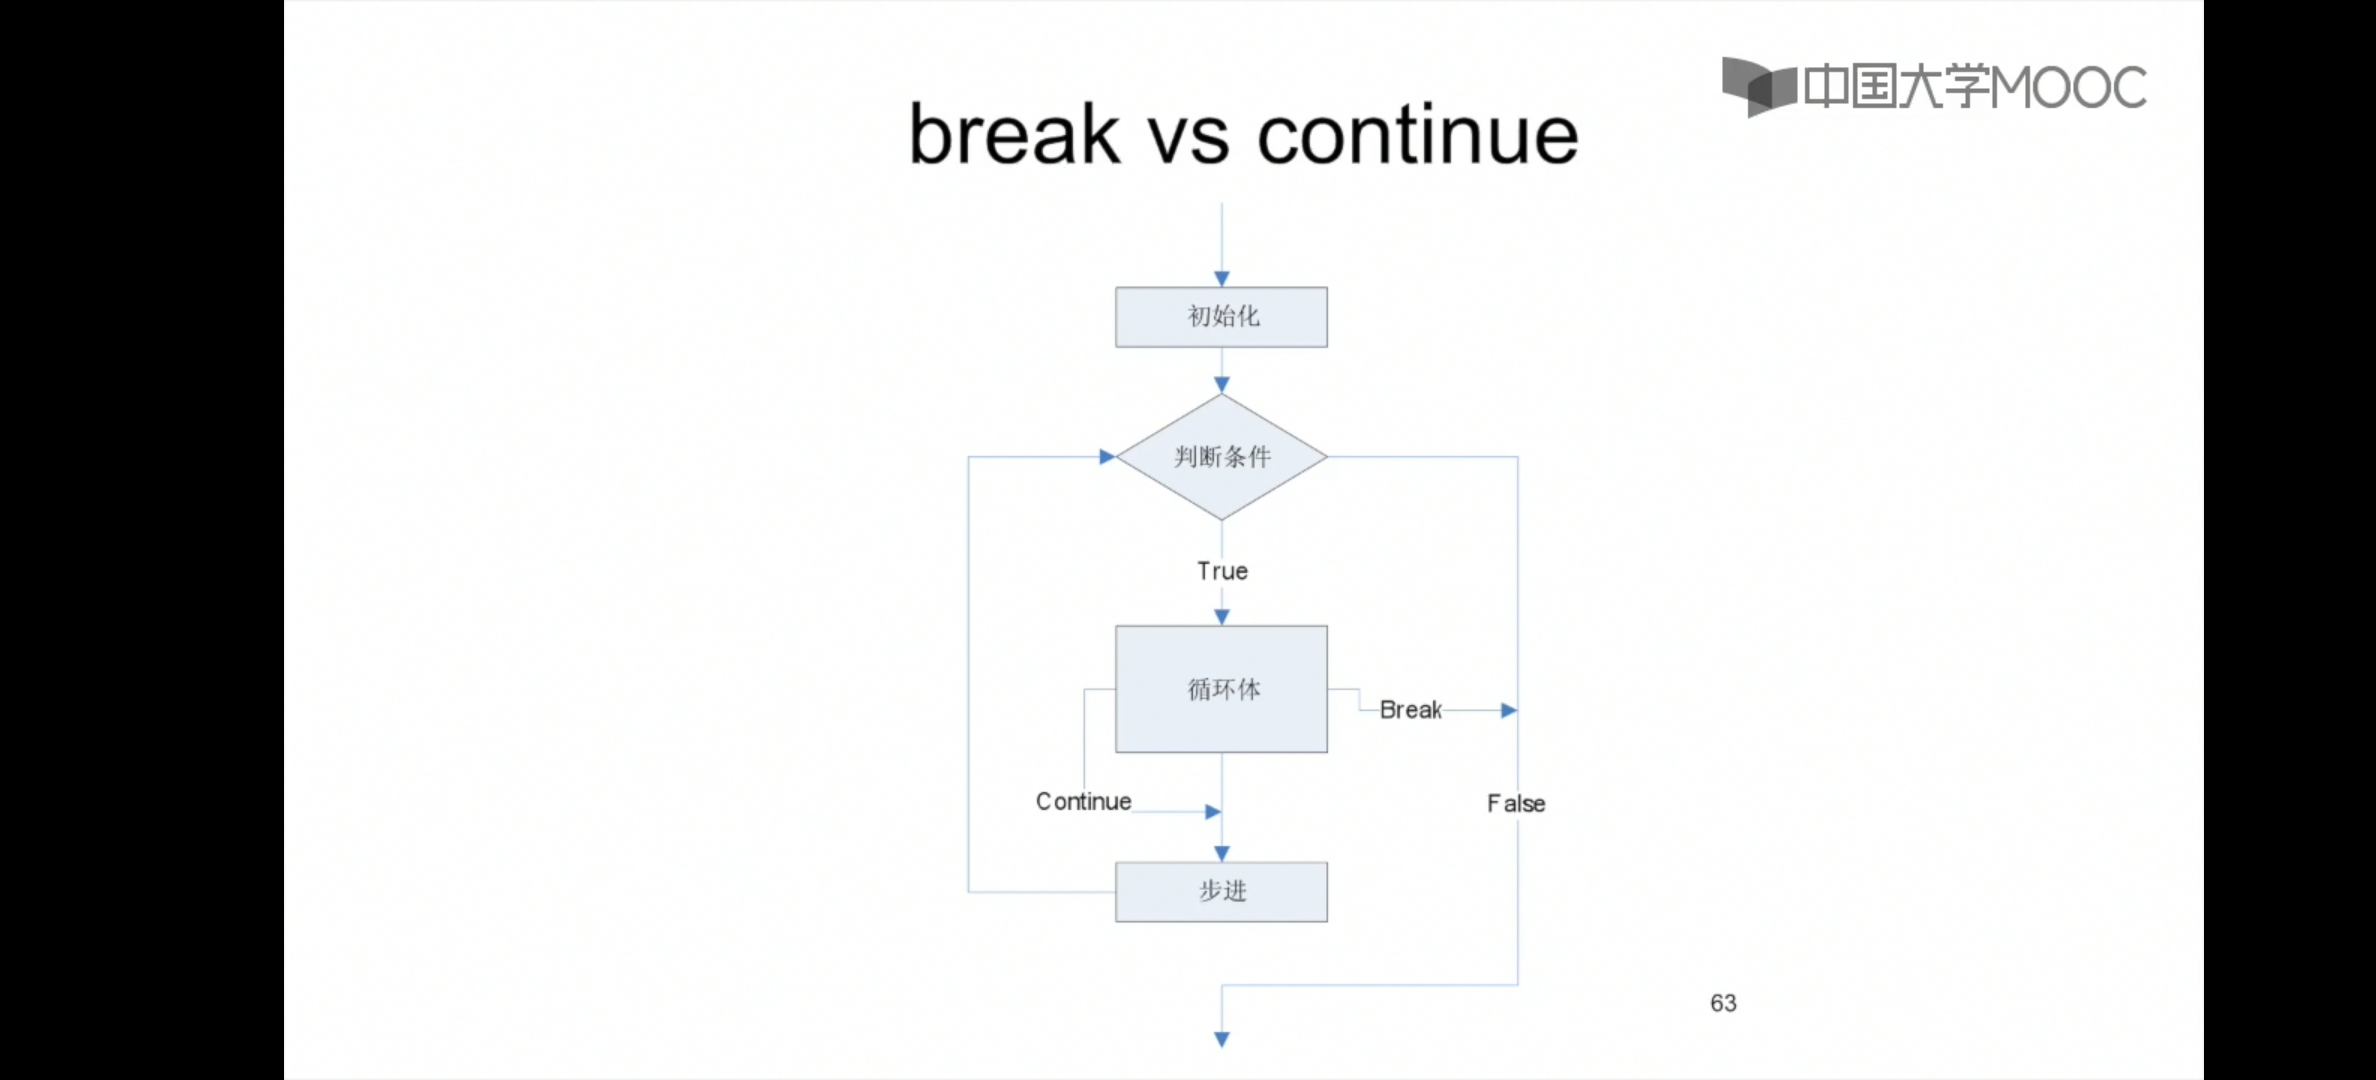 中国大学MOOC
break vs continue
初始化
判断条件
True
循环体
Break
Continue
False
步进
63